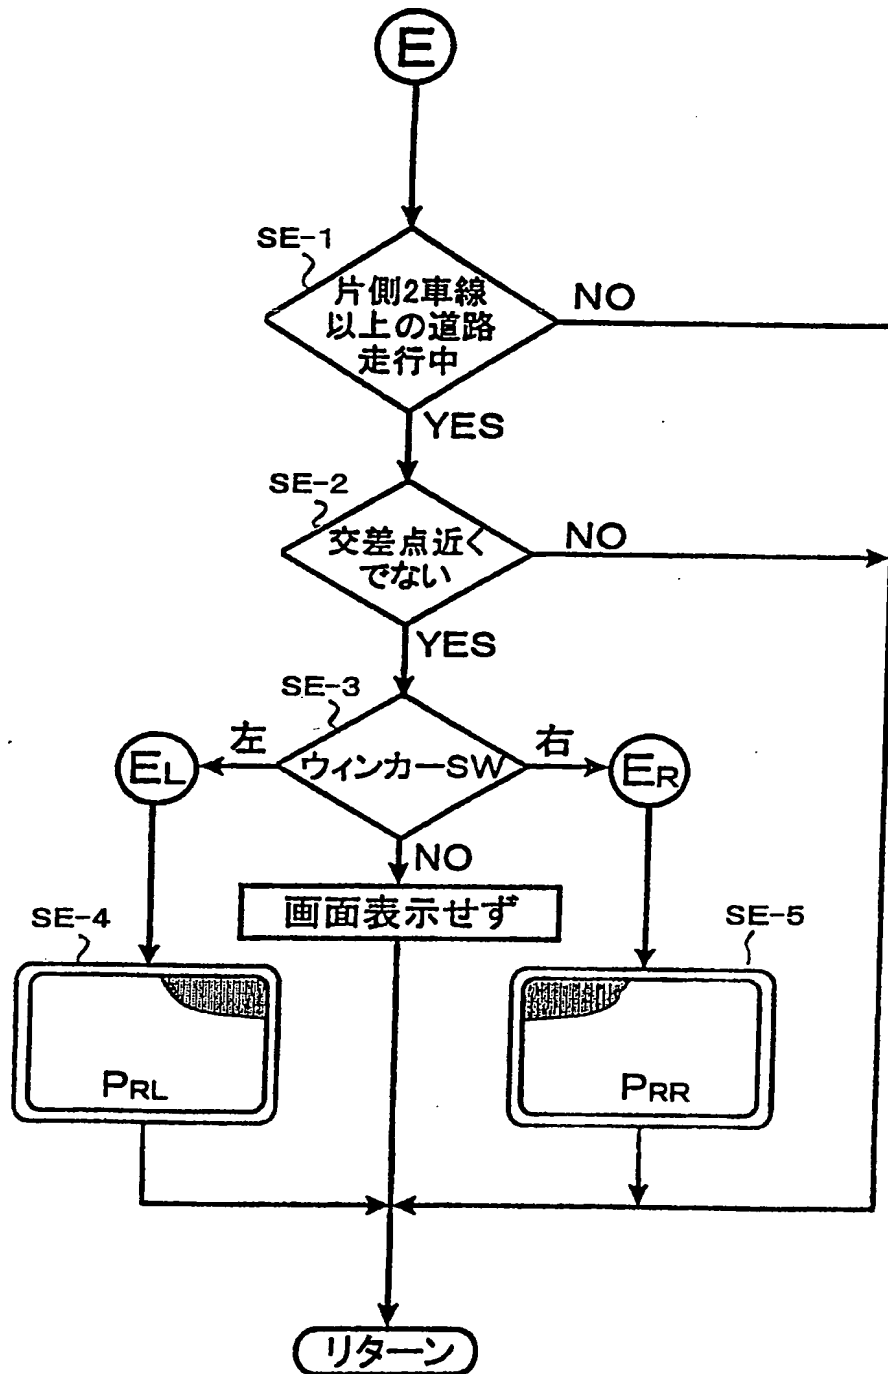 E
SE-1
片側2車線
以上の道路
走行中
NO
YES
SE-2
交差点近く
でない
NO
YES
SE-3
ウィンカーSW
左
右
EL
ER
NO
画面表示せず
SE-4
SE-5
PRL
PRR
リターン